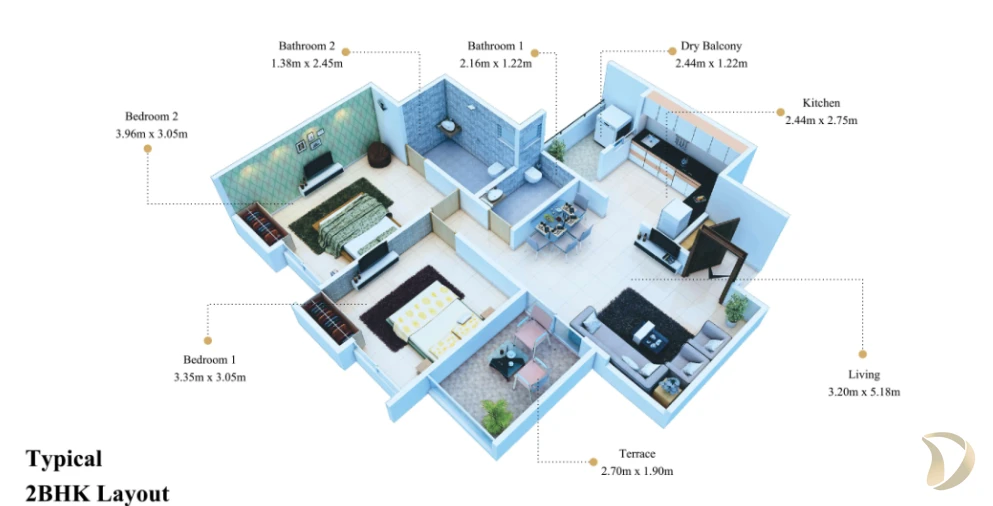 Bathroom 2
1.38m x 2.45m
Bathroom 1
2.16m x 1.22m
Dry Balcony
2.44m x 1.22m
Kitchen
2.44m x 2.75m
Bedroom 2
3.96m x 3.05m
Bedroom 1
3.35m x 3.05m
Living
3.20m x 5.18m
Terrace
2.70m x 1.90m
Typical
2BHK Layout